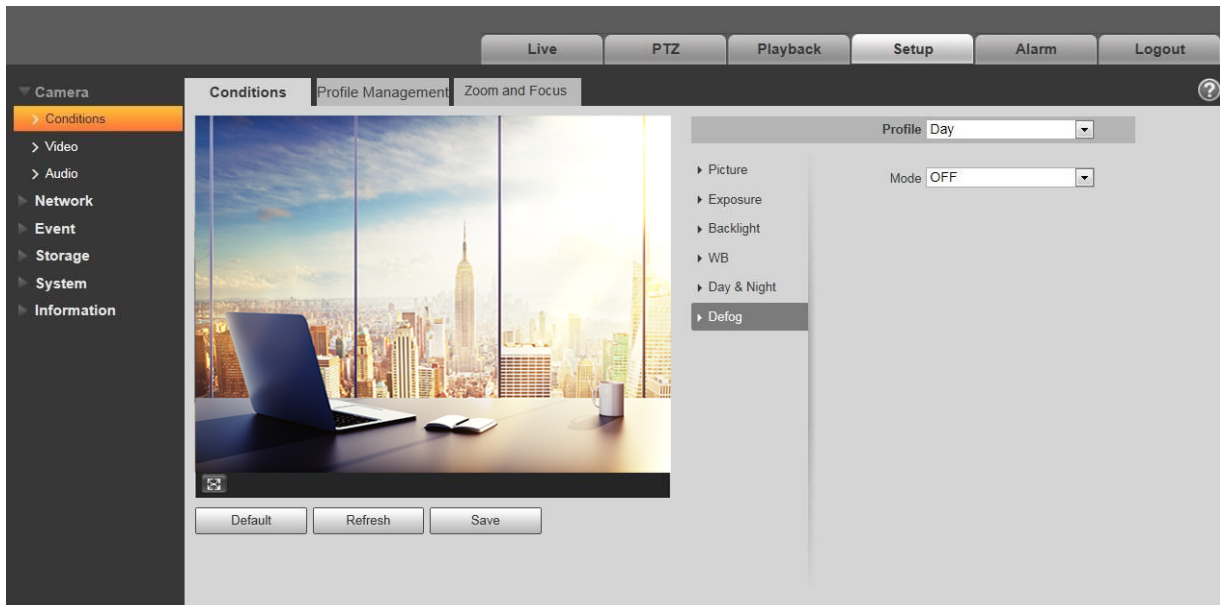 Live PTZ Playback Setup Alarm Logout
Camera
Conditions
Video
Audio
Network
Event
Storage
System
Information
Conditions Profile Management Zoom and Focus
?
Profile Day
Picture
Exposure
Backlight
WB
Day & Night
Defog
Mode OFF
Default Refresh Save